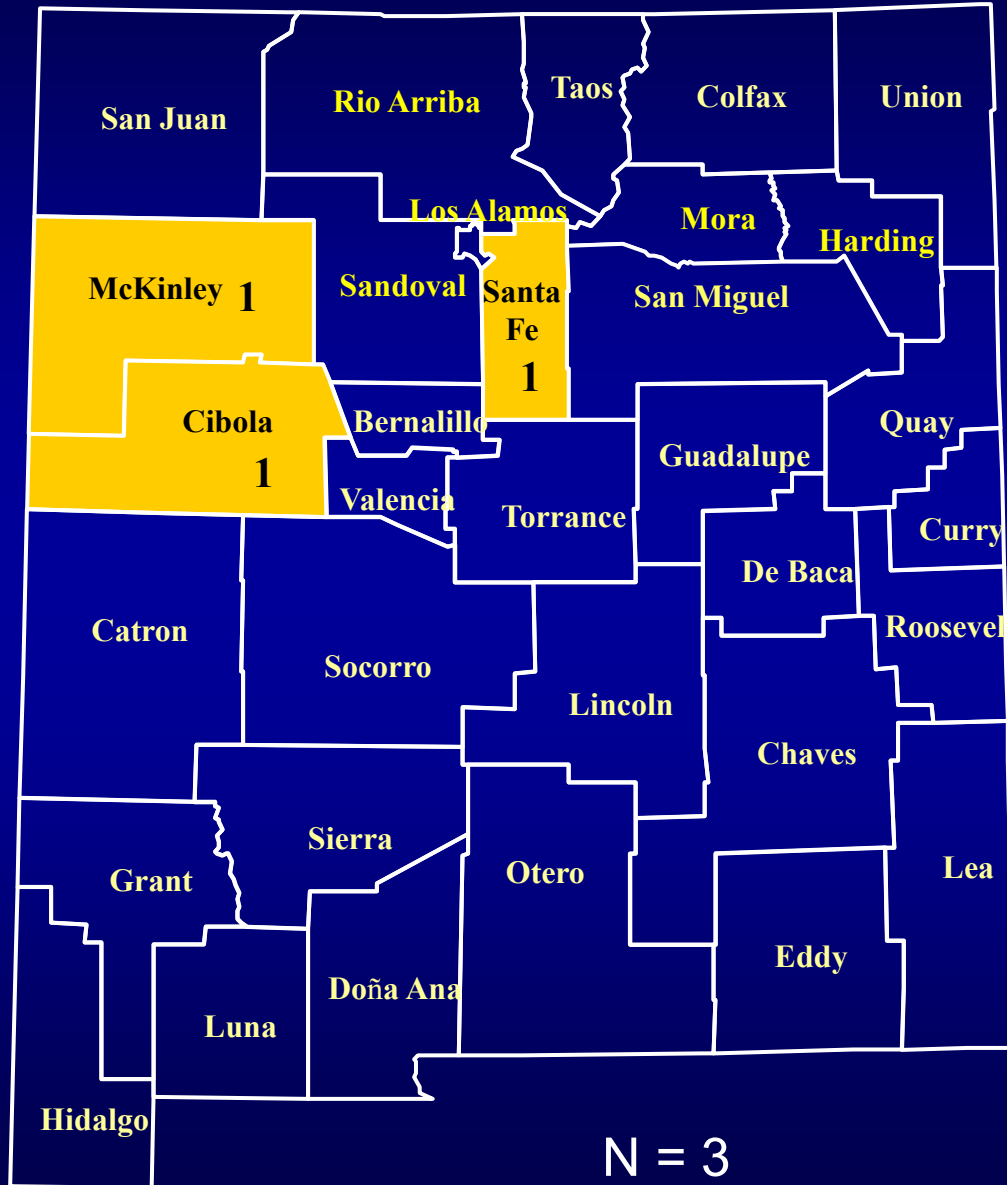 Taos
Colfax
Union
Rio Arriba
San Juan
Los Alamos
Mora
Harding
McKinley 1
Sandoval
Santa
Fe
1
San Miguel
Cibola
1
Bernalillo
Quay
Guadalupe
Valencia
Torrance
Curry
De Baca
Catron
Roosevel
Socorro
Lincoln
Chaves
Sierra
Grant
Otero
Lea
Eddy
Doña Ana
Luna
Hidalgo
N = 3